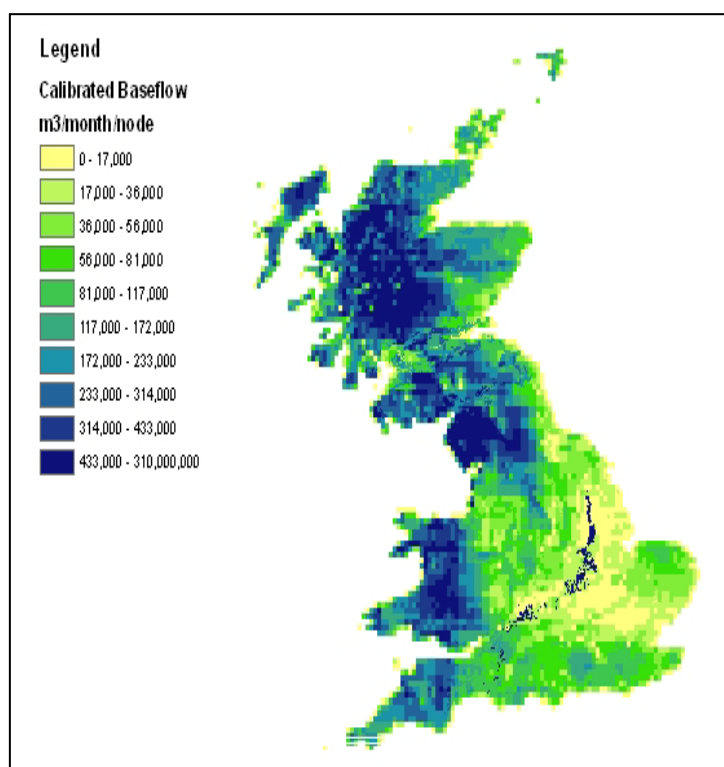 Legend
Calibrated Baseflow
m3/month/node
0 - 17,000
17,000 - 36,000
36,000 - 56,000
56,000 - 81,000
81,000 - 117,000
117,000 - 172,000
172,000 - 233,000
233,000 - 314,000
314,000 - 433,000
433,000 - 310,000,000